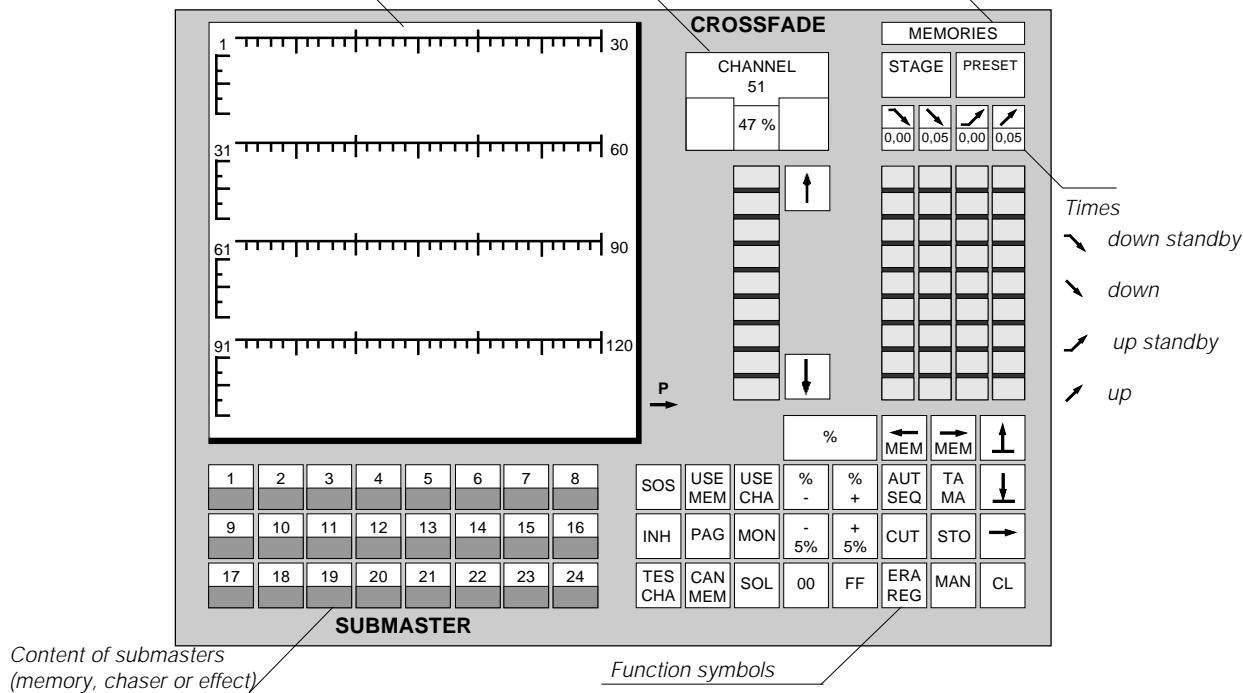 CROSSFADE
MEMORIES
1
30
CHANNEL
51
47 %
STAGE
PRESET
0,00
0,05
0,00
0,05
31
60
Times
down standby
down
up standby
up
61
90
91
120
P
%
MEM
MEM
1 2 3 4 5 6 7 8
SOS
USE MEM
USE CHA
% -
% +
AUT SEQ
TA MA
9 10 11 12 13 14 15 16
INH
PAG
MON
- 5%
+ 5%
CUT
STO
17 18 19 20 21 22 23 24
TES CHA
CAN MEM
SOL
00
FF
ERA REG
MAN
CL
SUBMASTER
Content of submasters
(memory, chaser or effect)
Function symbols